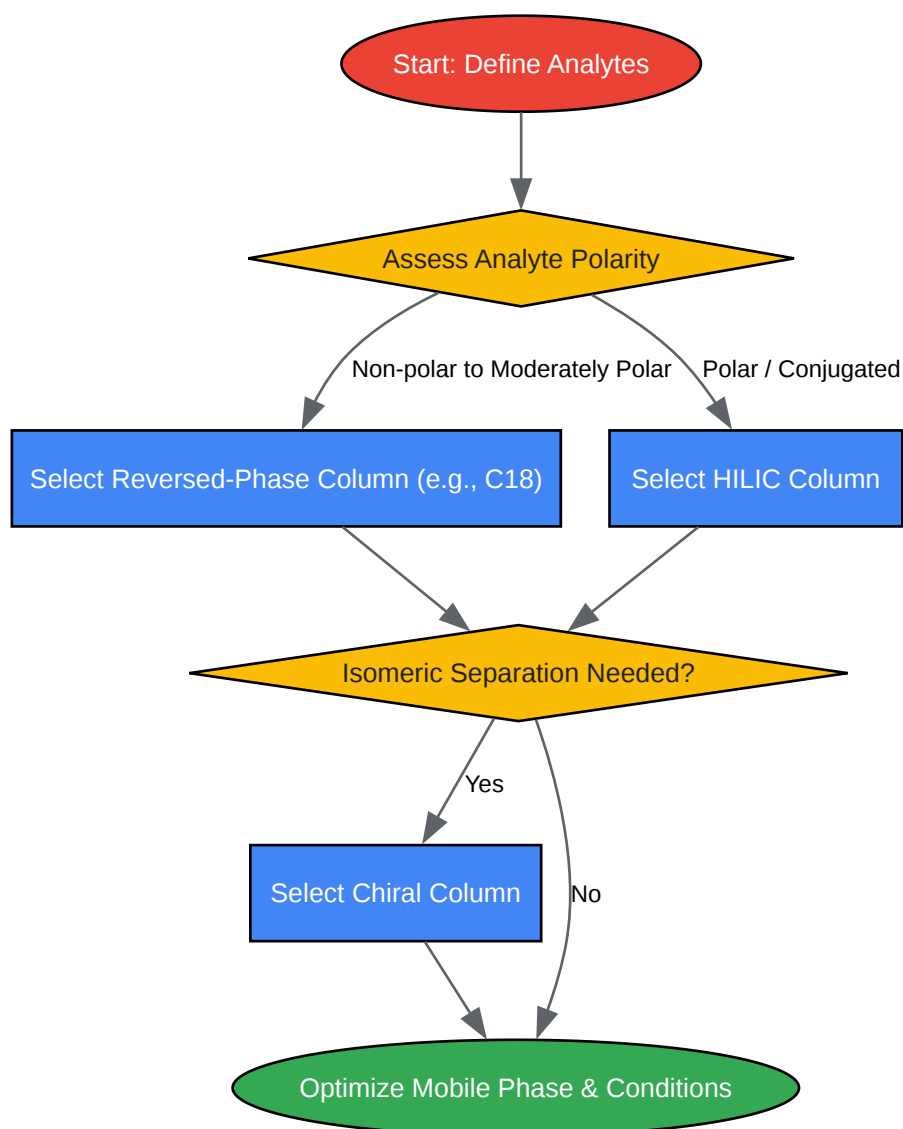 Start: Define Analytes
Assess Analyte Polarity
Non-polar to Moderately Polar
Polar / Conjugated
Select Reversed-Phase Column (e.g., C18)
Select HILIC Column
Isomeric Separation Needed?
Yes
Select Chiral Column
No
Optimize Mobile Phase & Conditions